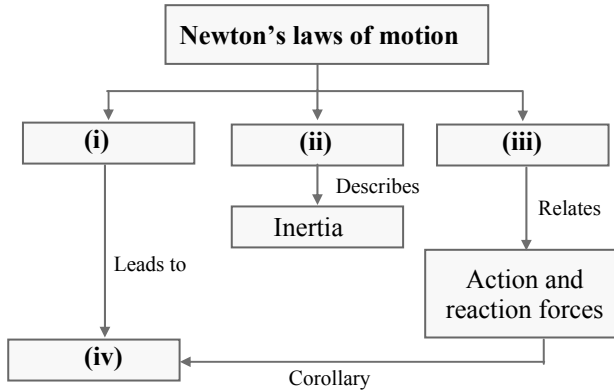 Newton’s laws of motion
(i)
(ii)
(iii)
Describes
Relates
Inertia
Leads to
Action and
reaction forces
(iv)
Corollary